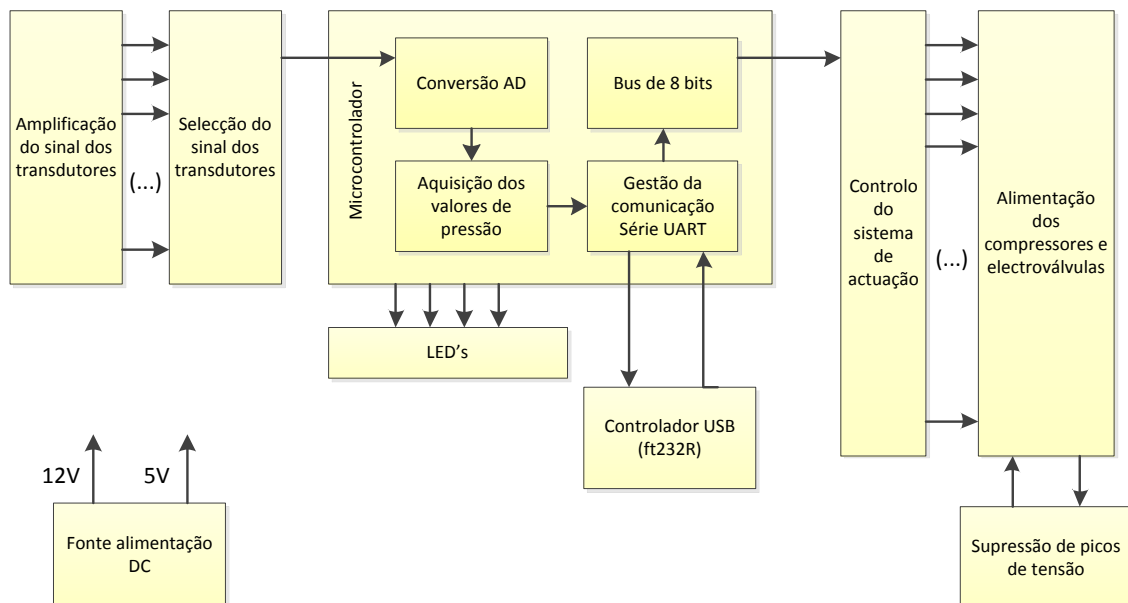 Amplificação
do sinal dos
transdutores
(...)
Selecção do
sinal dos
transdutores
Microcontrolador
Conversão AD
Bus de 8 bits
Aquisição dos
valores de
pressão
Gestão da
comunicação
Série UART
LED's
Controlador USB
(ft232R)
Controlo
do
sistema
de
actuação
(...)
Alimentação
dos
compressores e
electroválvulas
12V
5V
Fonte alimentação
DC
Supressão de picos
de tensão